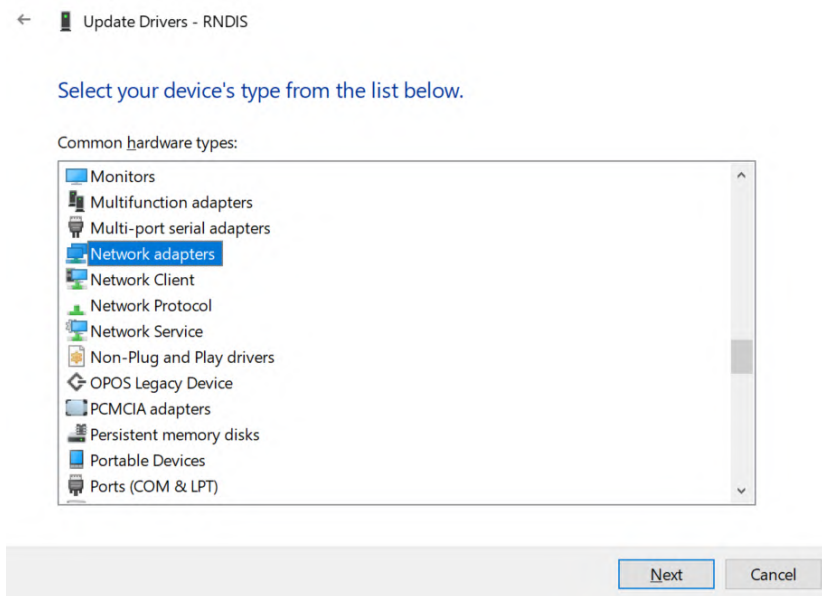 Update Drivers - RNDIS
Select your device's type from the list below.
Common hardware types:
Monitors
Multifunction adapters
Multi-port serial adapters
Network adapters
Network Client
Network Protocol
Network Service
Non-Plug and Play drivers
OPOS Legacy Device
PCMCIA adapters
Persistent memory disks
Portable Devices
Ports (COM & LPT)
Next Cancel